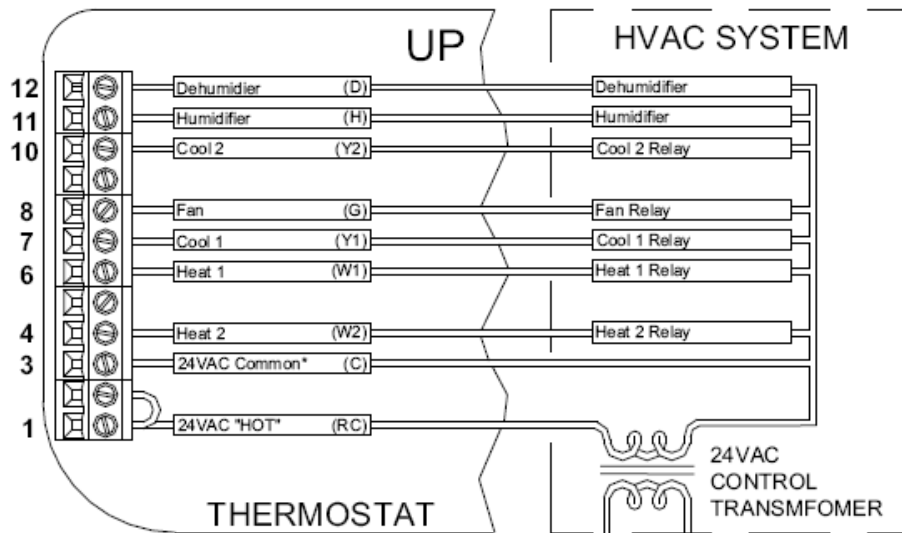 UP
HVAC SYSTEM
12 Dehumidier (D) Dehumidifier
11 Humidifier (H) Humidifier
10 Cool 2 (Y2) Cool 2 Relay
8 Fan (G) Fan Relay
7 Cool 1 (Y1) Cool 1 Relay
6 Heat 1 (W1) Heat 1 Relay
4 Heat 2 (W2) Heat 2 Relay
3 24VAC Common* (C)
1 24VAC "HOT" (RC)
24VAC
CONTROL
TRANSMFOMER
THERMOSTAT